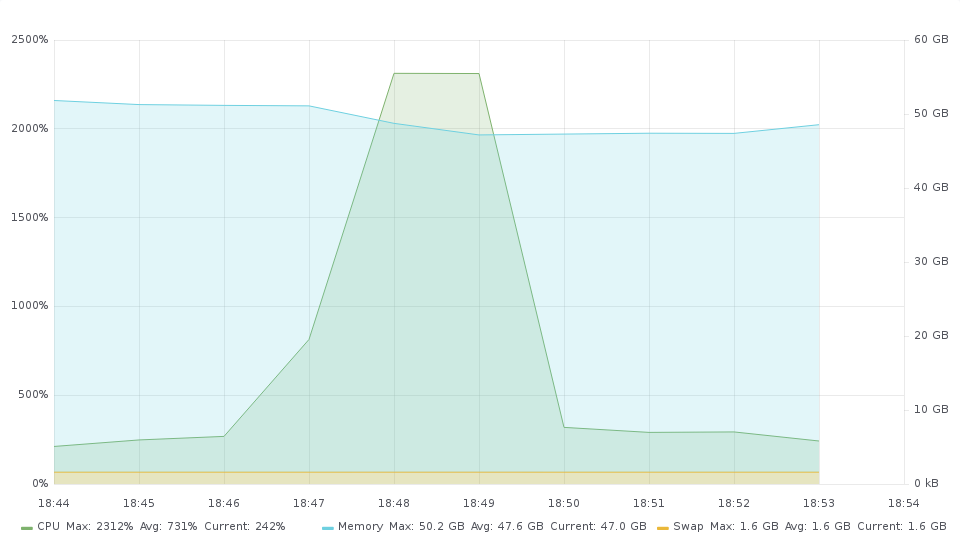 2500%
2000%
1500%
1000%
500%
0%
60 GB
50 GB
40 GB
30 GB
20 GB
10 GB
0 kB
18:44 18:45 18:46 18:47 18:48 18:49 18:50 18:51 18:52 18:53 18:54
CPU Max: 2312% Avg: 731% Current: 242% Memory Max: 50.2 GB Avg: 47.6 GB Current: 47.0 GB Swap Max: 1.6 GB Avg: 1.6 GB Current: 1.6 GB